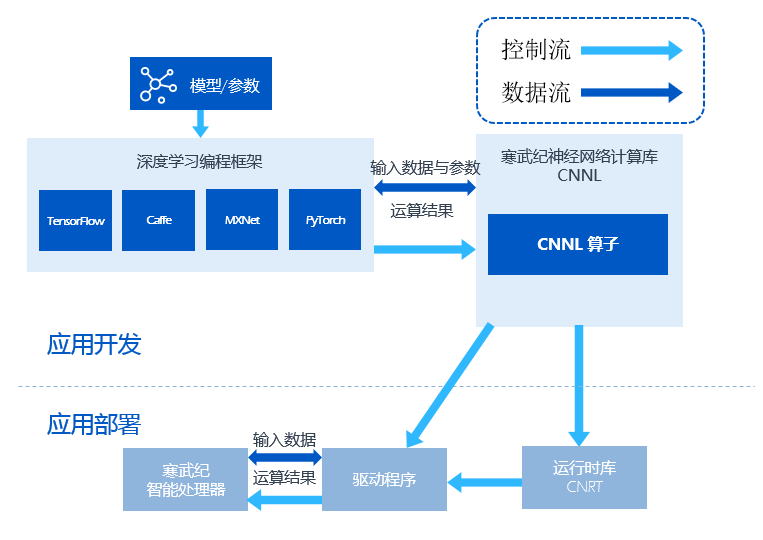 控制流
数据流
模型/参数
深度学习编程框架
TensorFlow
Caffe
MXNet
PyTorch
输入数据与参数
运算结果
寒武纪神经网络计算库
CNNL
CNNL 算子
应用开发
应用部署
寒武纪
智能处理器
输入数据
运算结果
驱动程序
运行时库
CNRT